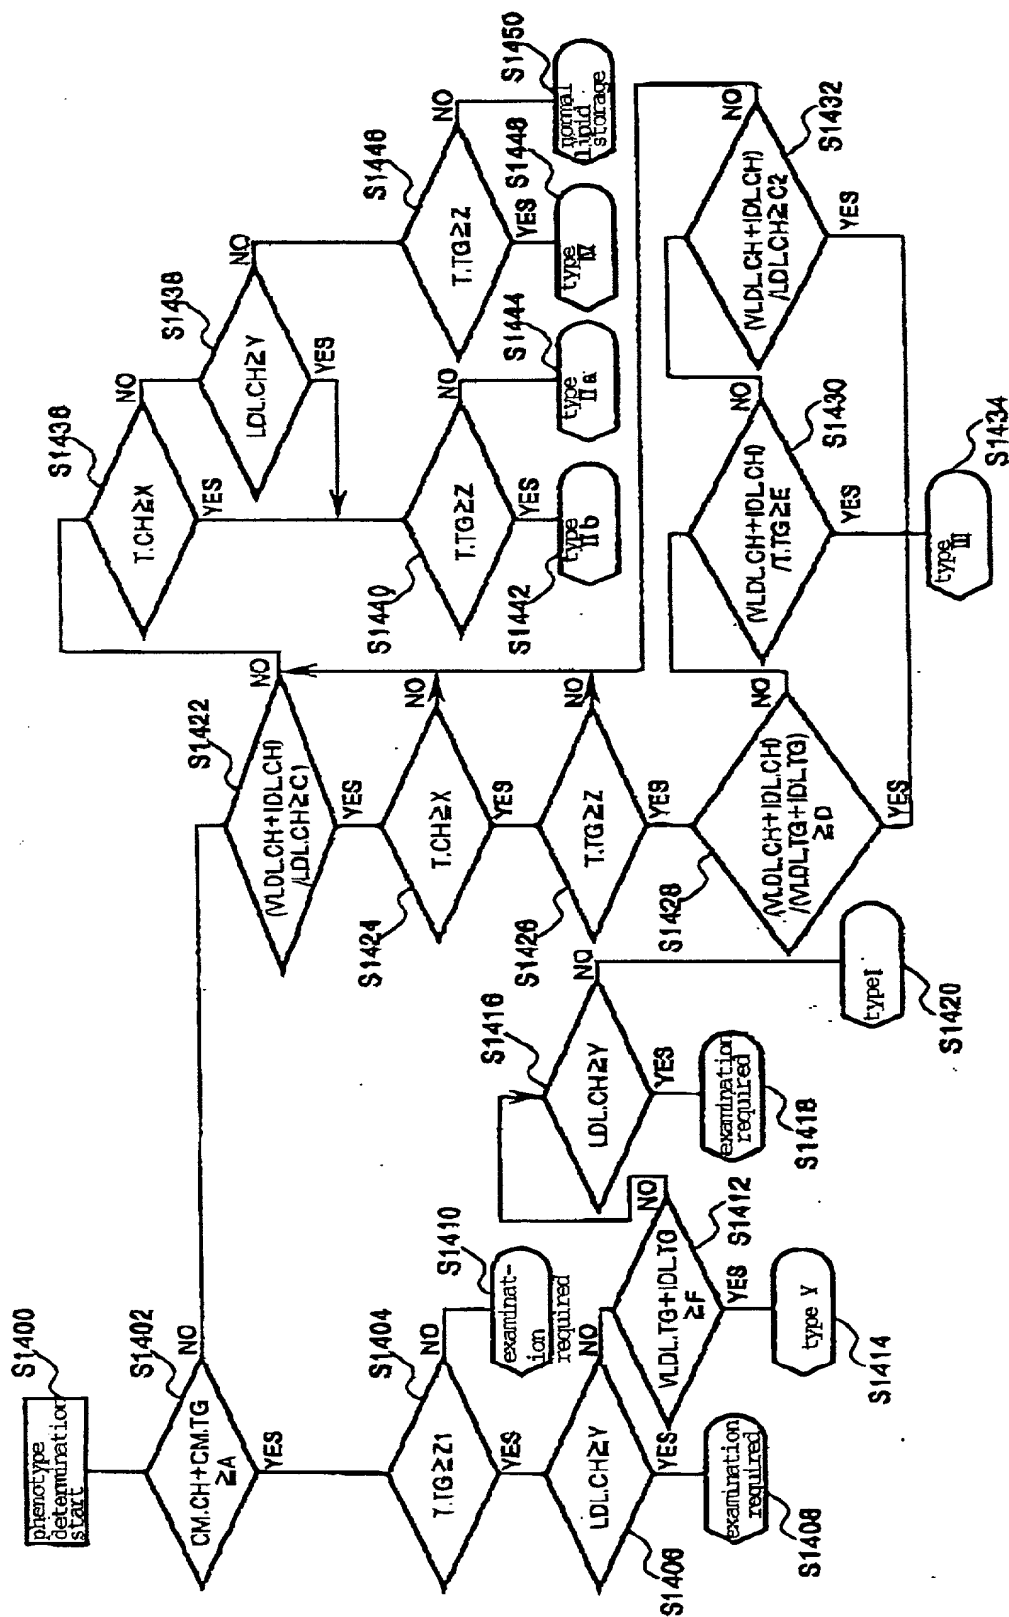 phenotype
determination
start
S1400
CM.CH+CM.TG
≧A
S1402
NO
YES
T.TG≧Z1
S1404
NO
YES
examinat-
ion
required
S1410
LDL.CH≧Y
S1406
NO
YES
examination
required
S1408
VLDL.TG+IDL.TG
≧F
S1412
NO
YES
type V
S1414
LDL.CH≧Y
S1416
NO
YES
examination
required
S1418
typeI
S1420
(VLDL.CH+IDL.CH)
/LDL.CH≧C1
S1422
NO
YES
T.CH≧X
S1424
NO
YES
T.TG≧Z
S1426
NO
YES
(VLDL.CH+IDL.CH)
/(VLDL.TG+IDL.TG)
≧D
S1428
NO
YES
(VLDL.CH+IDL.CH)
/T.TG≧E
S1430
NO
YES
(VLDL.CH+IDL.CH)
/LDL.CH≧C2
S1432
NO
YES
type
III
S1434
T.CH≧X
S1436
NO
YES
LDL.CH≧Y
S1438
NO
YES
T.TG≧Z
S1440
NO
YES
type
IIb
S1442
type
IIa
S1444
T.TG≧Z
S1446
NO
YES
type
IV
S1448
normal
lipid
storage
S1450